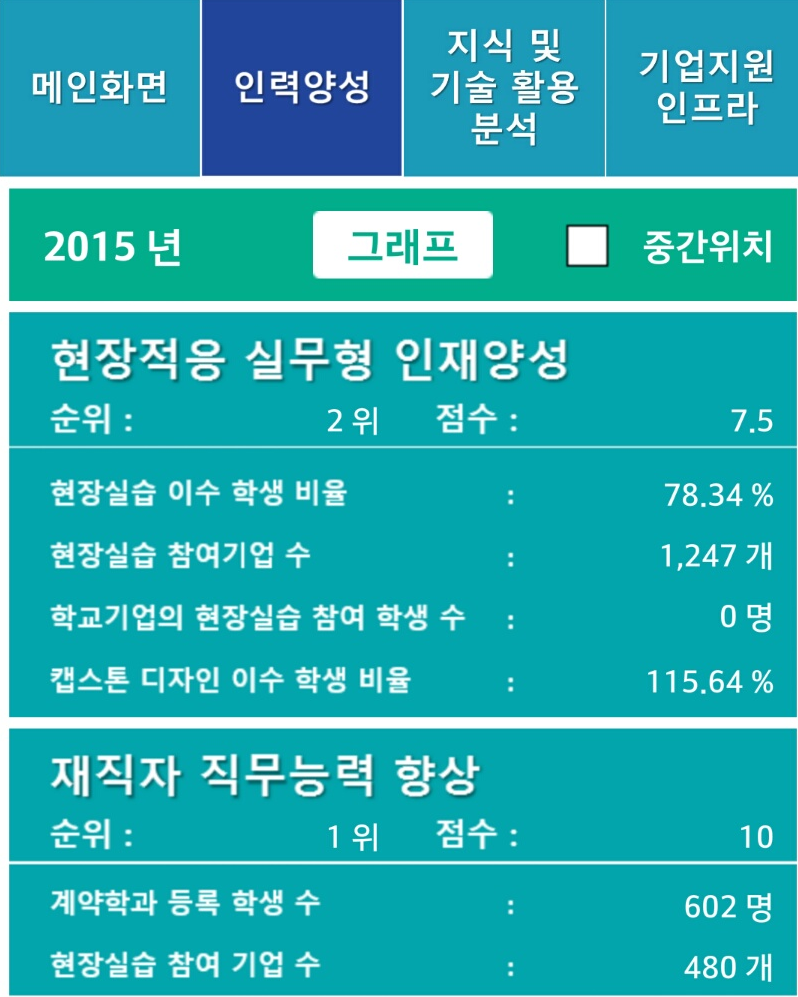 메인화면
인력양성
지식 및
기술 활용
분석
기업지원
인프라
2015 년
그래프
중간위치
현장적응 실무형 인재양성
순위 : 2 위 점수 : 7.5
현장실습 이수 학생 비율 : 78.34 %
현장실습 참여기업 수 : 1,247 개
학교기업의 현장실습 참여 학생 수 : 0 명
캡스톤 디자인 이수 학생 비율 : 115.64 %
재직자 직무능력 향상
순위 : 1 위 점수 : 10
계약학과 등록 학생 수 : 602 명
현장실습 참여 기업 수 : 480 개